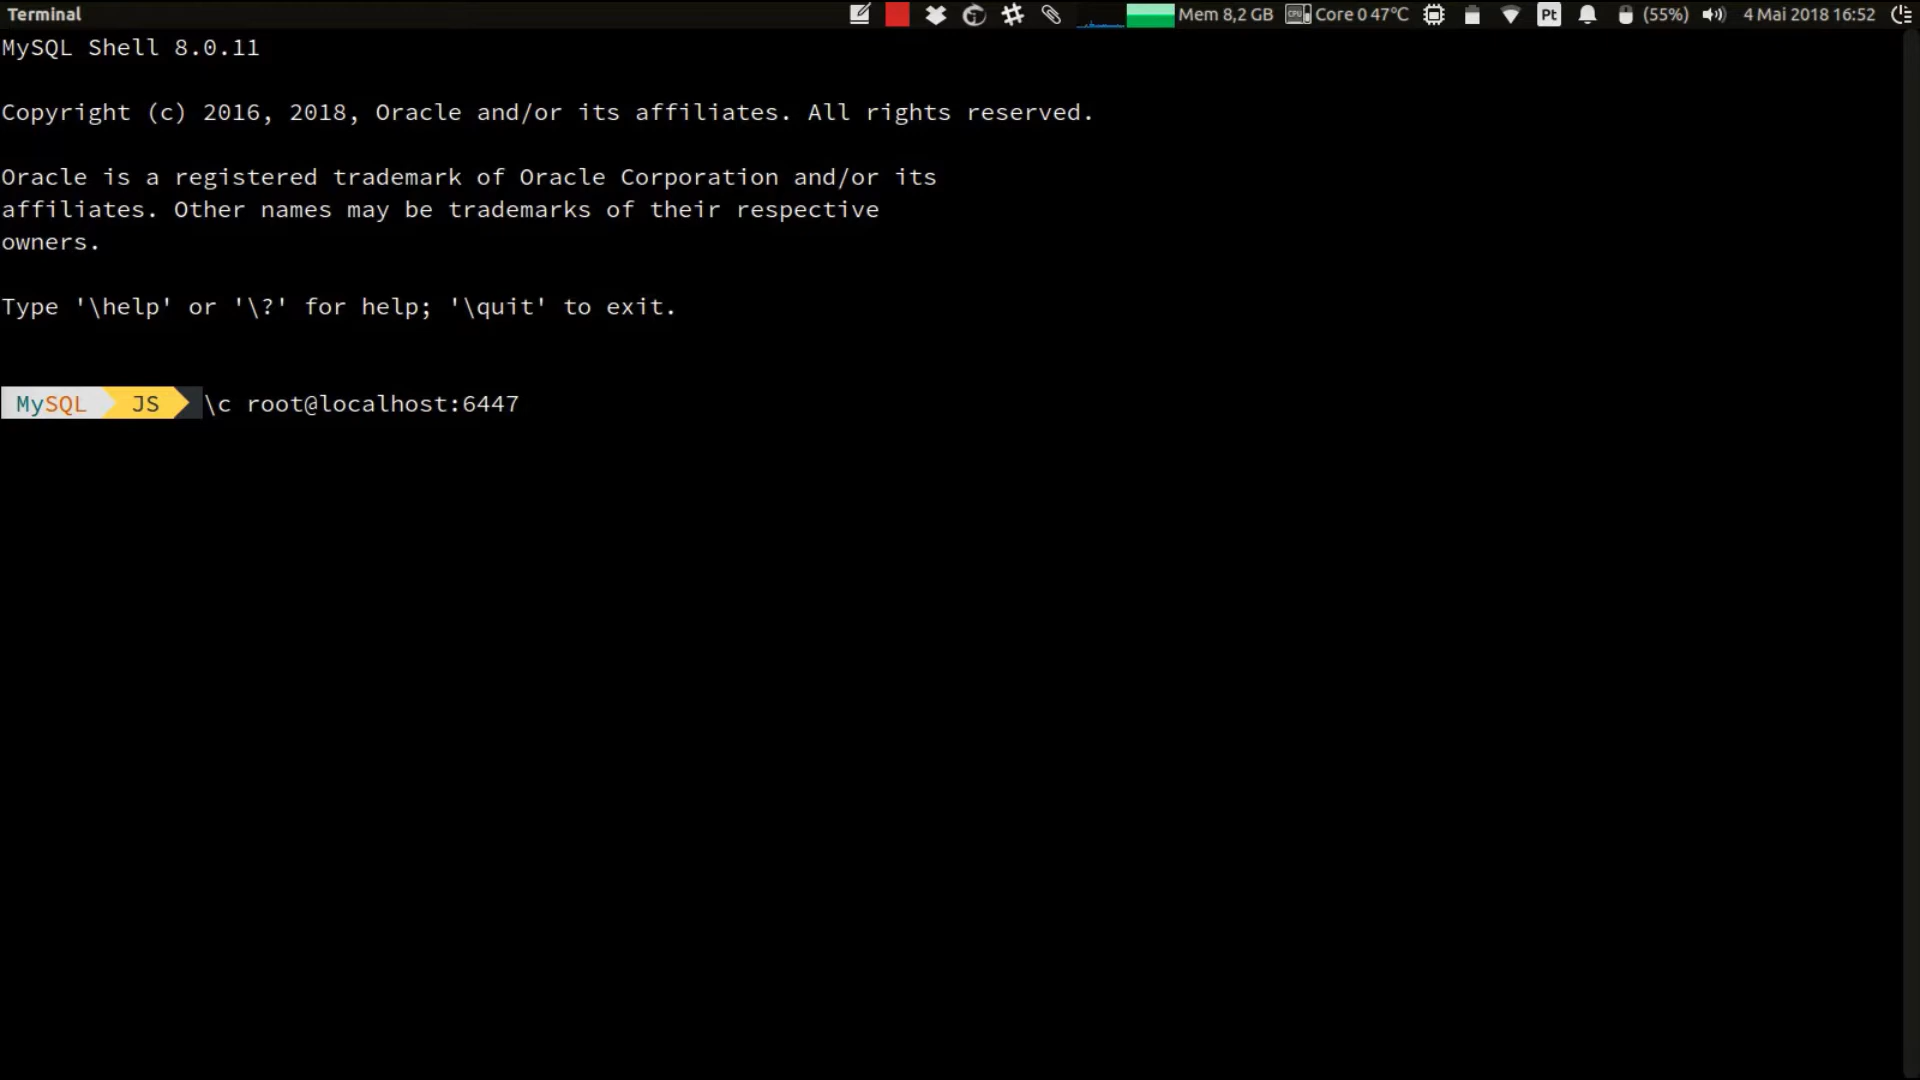 Terminal
Mem 8,2 GB Core 0 47°C Pt (55%) 4 Mai 2018 16:52
MySQL Shell 8.0.11
Copyright (c) 2016, 2018, Oracle and/or its affiliates. All rights reserved.
Oracle is a registered trademark of Oracle Corporation and/or its
affiliates. Other names may be trademarks of their respective
owners.
Type '\help' or '\?' for help; '\quit' to exit.
MySQL JS \c root@localhost:6447